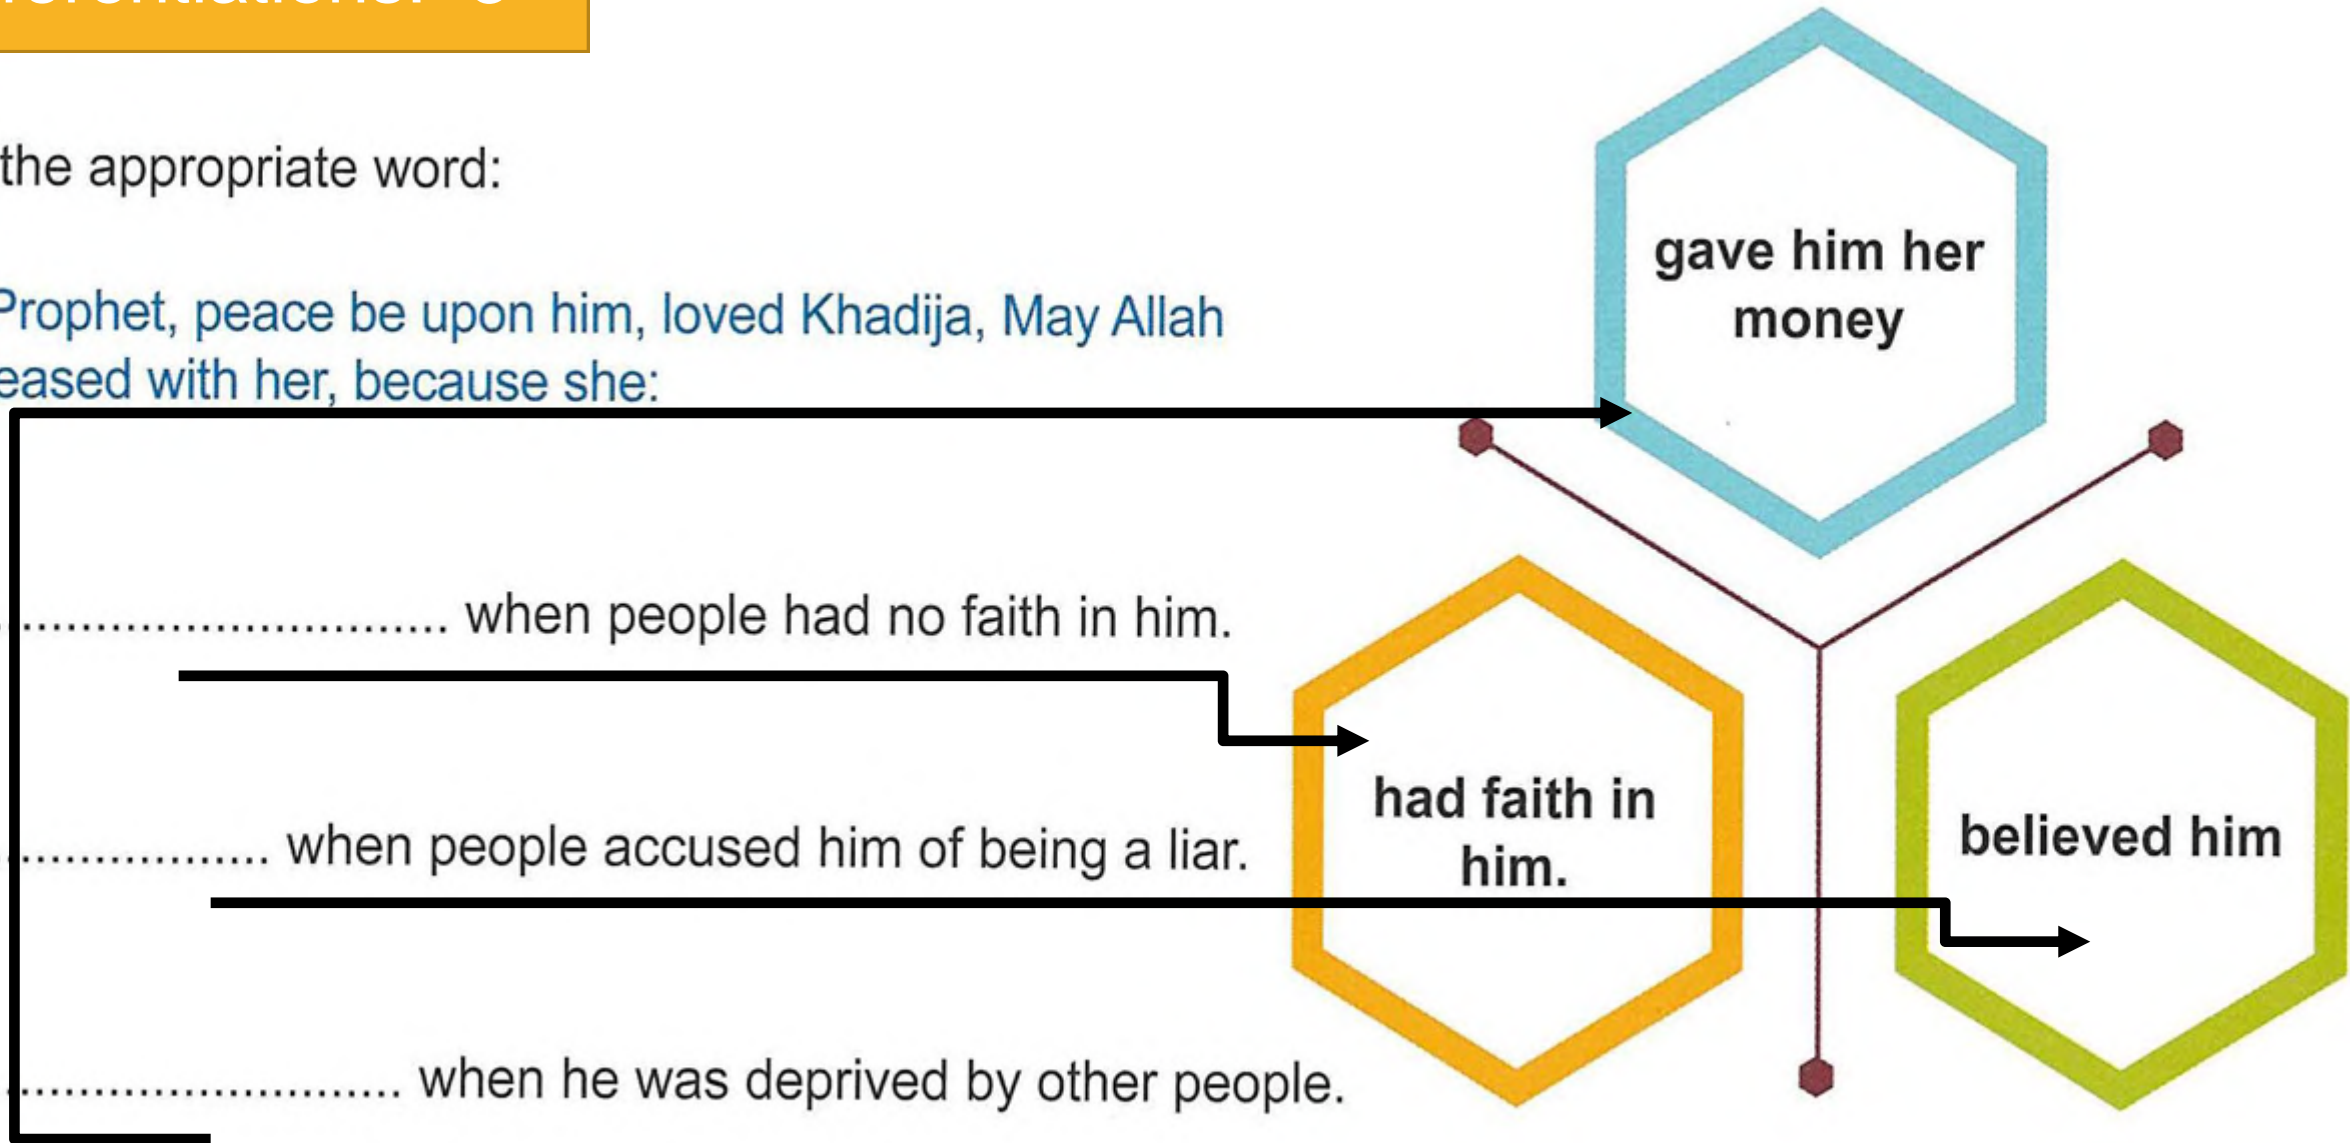 the appropriate word:
Prophet, peace be upon him, loved Khadija, May Allah
eased with her, because she:
gave him her
money
............................. when people had no faith in him.
had faith in
him.
believed him
.................. when people accused him of being a liar.
........................... when he was deprived by other people.